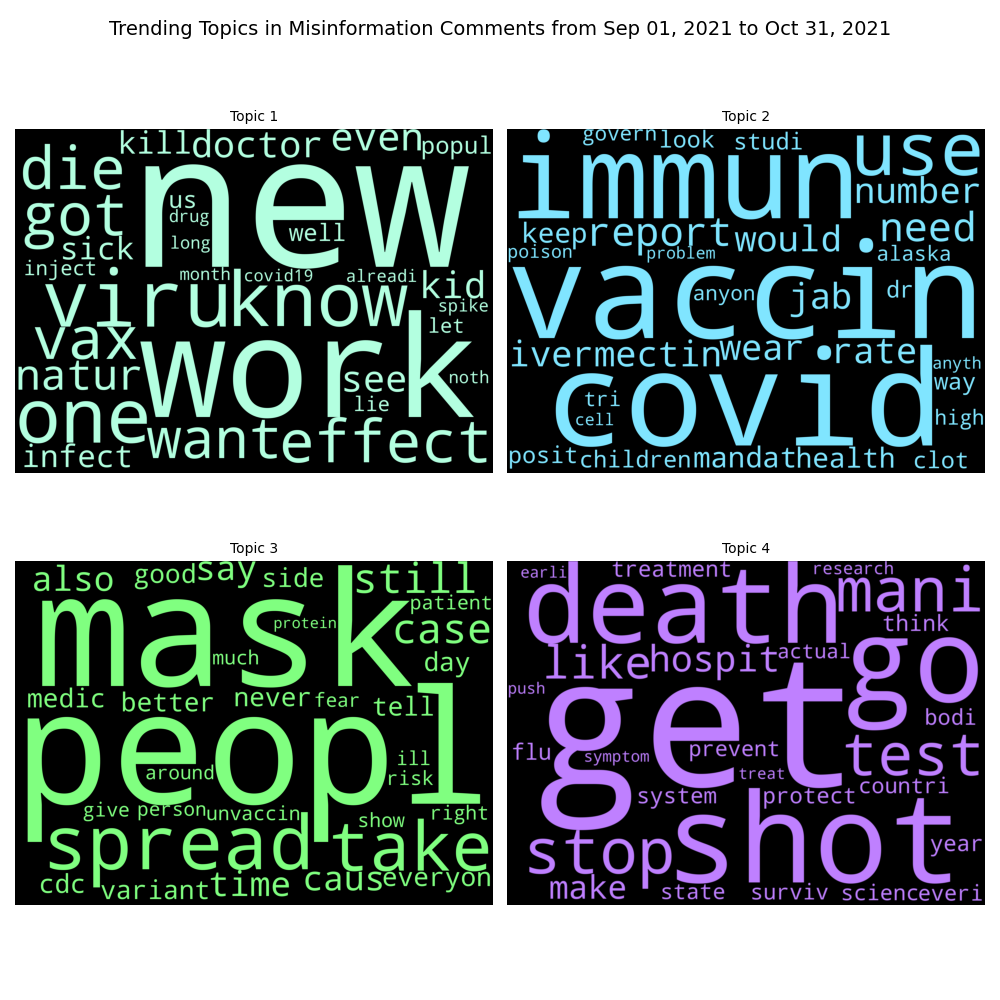 Trending Topics in Misinformation Comments from Sep 01, 2021 to Oct 31, 2021
Topic 1
kill doctor even popul
die new
got us drug well
sick long
inject month covid19 alreadi kid
virus know spike
vax work let
natur see noth
one lie
want effect
infect
Topic 2
govern look studi use
immun number
keep report would need
poison problem alaska
vaccin anyon jab dr
ivermectin wear rate anyth
covid tri way
cell high
posit children mandat health clot
Topic 3
also good say side still
mask patient
protein case
much day
medic better never fear tell
peopl ill
around risk
give person unvaccin show right
spread take
cdc variant time caus everyon
Topic 4
earli treatment research
death mani
think
like hospit actual go
push get bodi
flu symptom prevent test
treat
system protect countri
stop shot year
make state surviv science veri